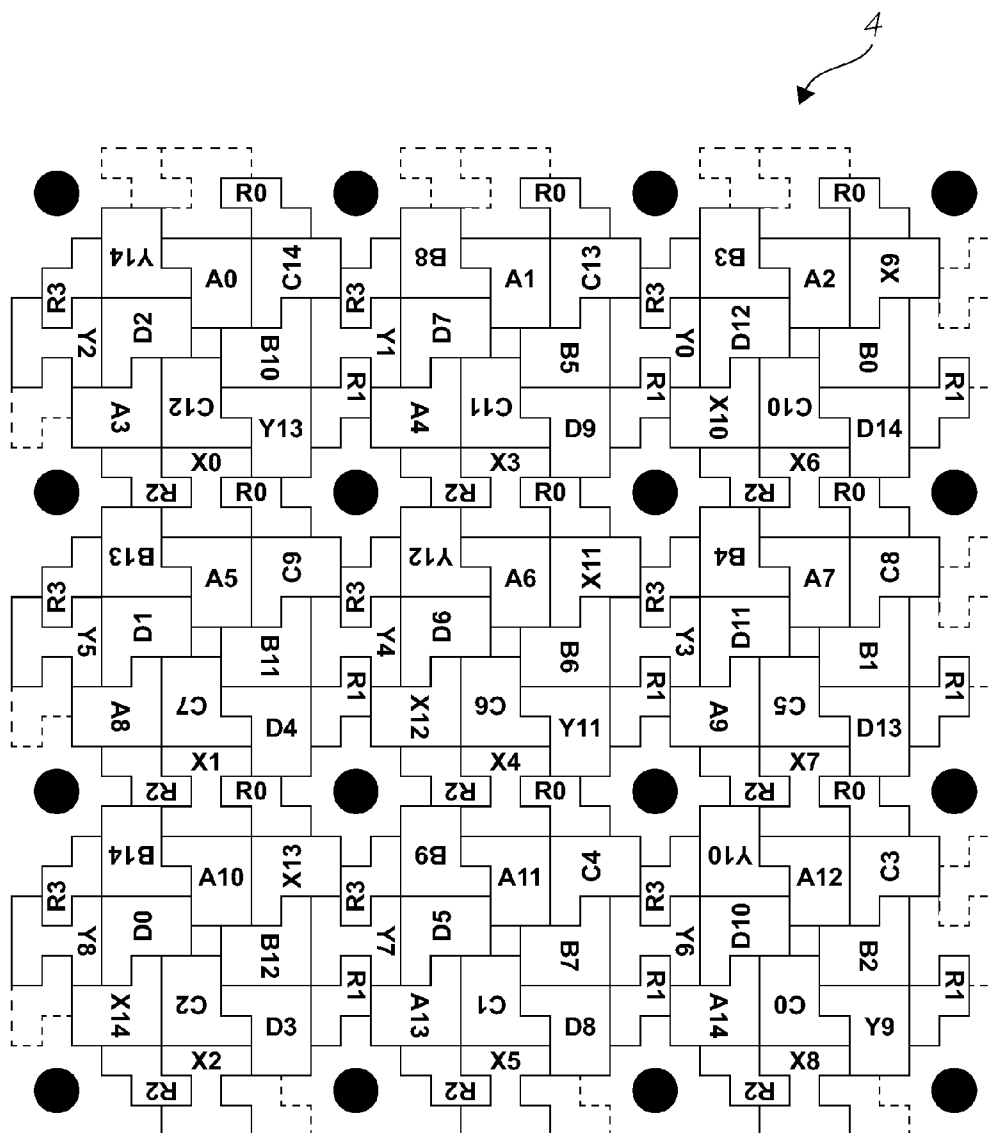 4
R0 R0 R0
Y14 A0 C14 B8 A1 C13 B3 A2 X9
R3 R3 R3
Y2 D2 B10 Y1 D7 B5 Y0 D12 B0
R1 R1 R1
A3 C12 Y13 A4 C11 D9 X10 C10 D14
X0 X3 X6
R2 R0 R2 R0 R2 R0
B13 A5 C9 Y12 A6 X11 B4 A7 C8
R3 R3 R3
Y5 D1 B11 Y4 D6 B6 Y3 D11 B1
R1 R1 R1
A8 C7 D4 X12 C6 Y11 A9 C5 D13
X1 X4 X7
R2 R0 R2 R0 R2 R0
B14 A10 X13 B9 A11 C4 Y10 A12 C3
R3 R3 R3
Y8 D0 B12 Y7 D5 B7 Y6 D10 B2
R1 R1 R1
X14 C2 D3 A13 C1 D8 A14 C0 Y9
X2 X5 X8
R2 R2 R2